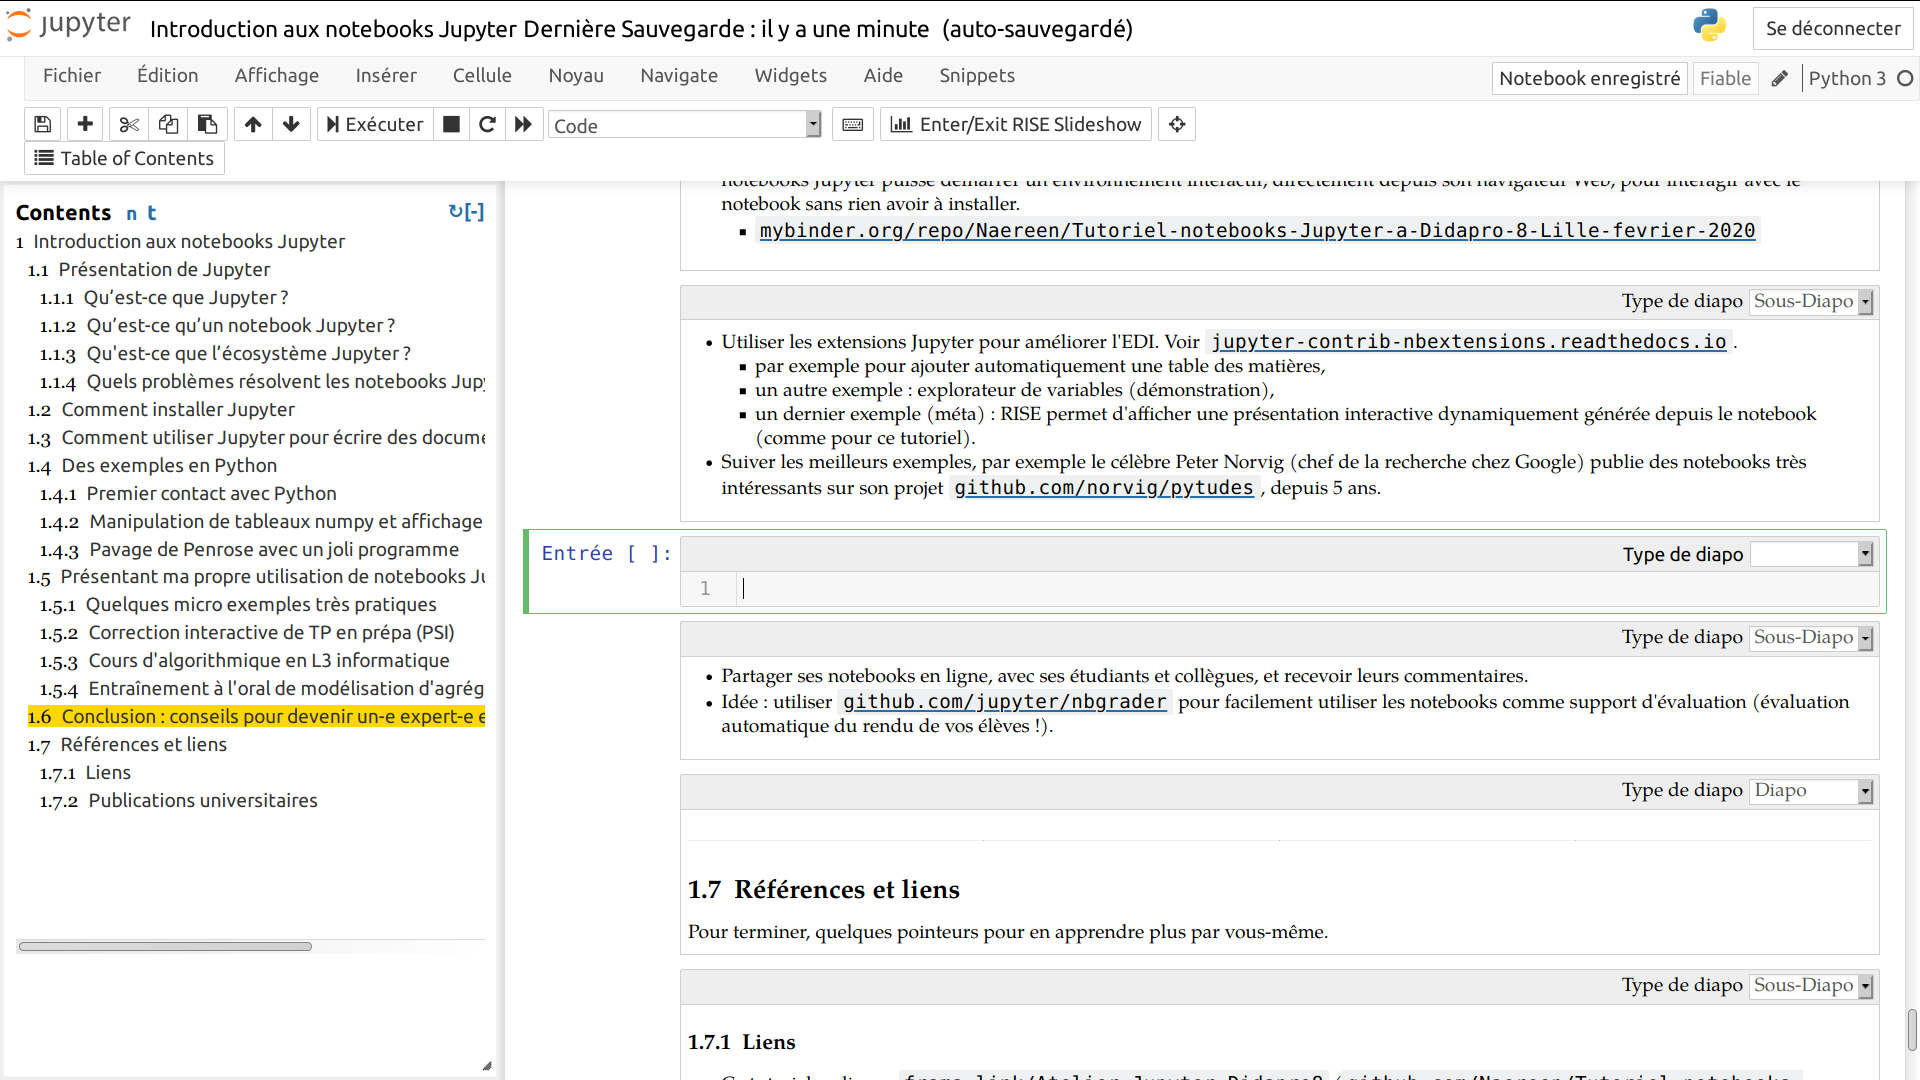 jupyter Introduction aux notebooks Jupyter Dernière Sauvegarde : il y a une minute (auto-sauvegardé)
Se déconnecter
Fichier Édition Affichage Insérer Cellule Noyau Navigate Widgets Aide Snippets
Notebook enregistré Fiable Python 3
Exécuter Code Enter/Exit RISE Slideshow
Table of Contents
Contents n t ↻[-]
1 Introduction aux notebooks Jupyter
1.1 Présentation de Jupyter
1.1.1 Qu’est-ce que Jupyter ?
1.1.2 Qu’est-ce qu’un notebook Jupyter ?
1.1.3 Qu'est-ce que l’écosystème Jupyter ?
1.1.4 Quels problèmes résolvent les notebooks Jupy
1.2 Comment installer Jupyter
1.3 Comment utiliser Jupyter pour écrire des docume
1.4 Des exemples en Python
1.4.1 Premier contact avec Python
1.4.2 Manipulation de tableaux numpy et affichage
1.4.3 Pavage de Penrose avec un joli programme
1.5 Présentant ma propre utilisation de notebooks Ju
1.5.1 Quelques micro exemples très pratiques
1.5.2 Correction interactive de TP en prépa (PSI)
1.5.3 Cours d'algorithmique en L3 informatique
1.5.4 Entraînement à l'oral de modélisation d'agrég
1.6 Conclusion : conseils pour devenir un-e expert-e e
1.7 Références et liens
1.7.1 Liens
1.7.2 Publications universitaires
notebooks Jupyter puisse démarrer un environnement interactif, directement depuis son navigateur Web, pour interagir avec le
notebook sans rien avoir à installer.
mybinder.org/repo/Naereen/Tutoriel-notebooks-Jupyter-a-Didapro-8-Lille-fevrier-2020
Type de diapo Sous-Diapo
• Utiliser les extensions Jupyter pour améliorer l'EDI. Voir jupyter-contrib-nbextensions.readthedocs.io .
▪ par exemple pour ajouter automatiquement une table des matières,
▪ un autre exemple : explorateur de variables (démonstration),
▪ un dernier exemple (méta) : RISE permet d'afficher une présentation interactive dynamiquement générée depuis le notebook
(comme pour ce tutoriel).
• Suiver les meilleurs exemples, par exemple le célèbre Peter Norvig (chef de la recherche chez Google) publie des notebooks très
intéressants sur son projet github.com/norvig/pytudes , depuis 5 ans.
Entrée [ ]:
Type de diapo
1
Type de diapo Sous-Diapo
• Partager ses notebooks en ligne, avec ses étudiants et collègues, et recevoir leurs commentaires.
• Idée : utiliser github.com/jupyter/nbgrader pour facilement utiliser les notebooks comme support d'évaluation (évaluation
automatique du rendu de vos élèves !).
Type de diapo Diapo
1.7 Références et liens
Pour terminer, quelques pointeurs pour en apprendre plus par vous-même.
Type de diapo Sous-Diapo
1.7.1 Liens